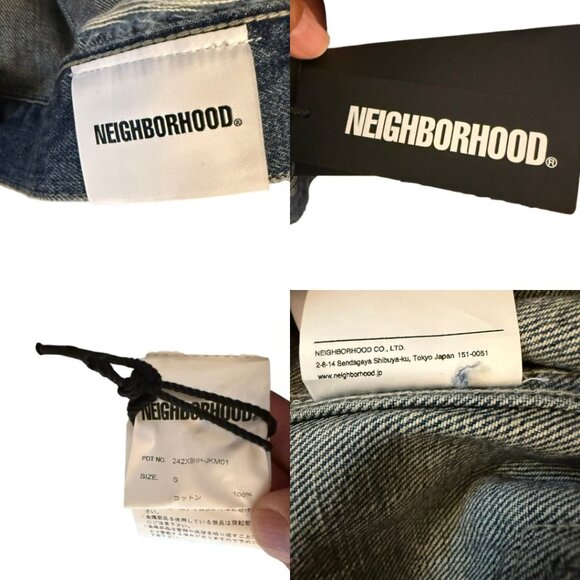 NEIGHBORHOOD®
NEIGHBORHOOD®
NEIGHBORHOOD
PDT NO. 242XBNH-JKM01
SIZE. S
コットン 100%
NEIGHBORHOOD CO., LTD.
2-8-14 Sendagaya Shibuya-ku, Tokyo Japan 151-0051
www.neighborhood.jp